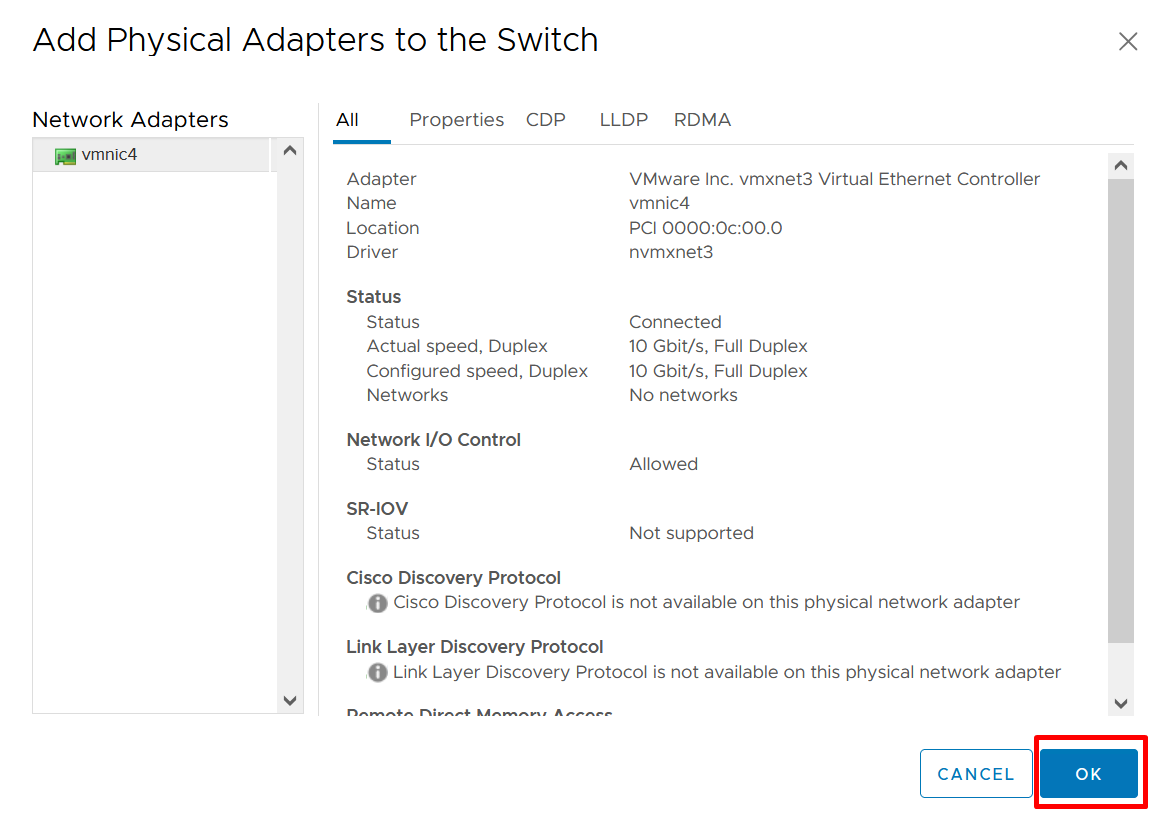 Add Physical Adapters to the Switch
Network Adapters
vmnic4
All Properties CDP LLDP RDMA
Adapter VMware Inc. vmxnet3 Virtual Ethernet Controller
Name vmnic4
Location PCI 0000:0c:00.0
Driver nvmxnet3
Status
Status Connected
Actual speed, Duplex 10 Gbit/s, Full Duplex
Configured speed, Duplex 10 Gbit/s, Full Duplex
Networks No networks
Network I/O Control
Status Allowed
SR-IOV
Status Not supported
Cisco Discovery Protocol
Cisco Discovery Protocol is not available on this physical network adapter
Link Layer Discovery Protocol
Link Layer Discovery Protocol is not available on this physical network adapter
Remote Direct Memory Access
CANCEL OK